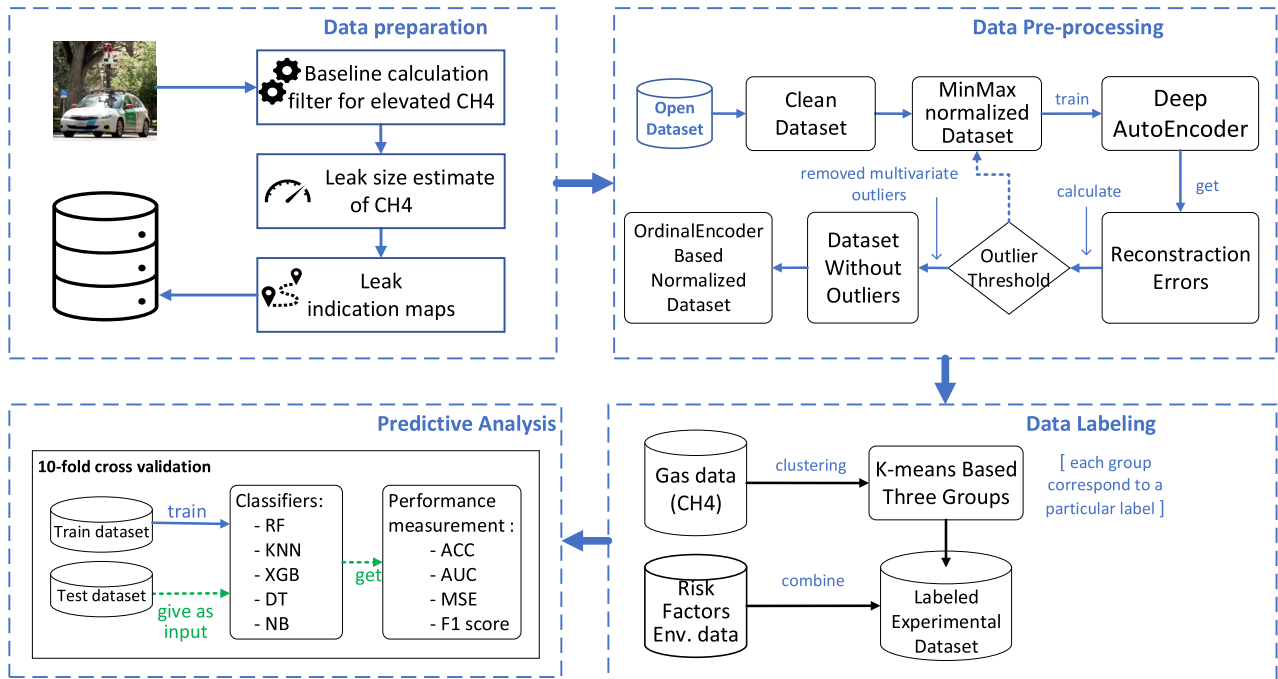 Data preparation
Baseline calculation
filter for elevated CH4
Leak size estimate
of CH4
Leak
indication maps
Data Pre-processing
Open
Dataset
Clean
Dataset
MinMax
normalized
Dataset
train
Deep
AutoEncoder
removed multivariate
outliers
calculate
get
OrdinalEncoder
Based
Normalized
Dataset
Dataset
Without
Outliers
Outlier
Threshold
Reconstraction
Errors
Predictive Analysis
10-fold cross validation
Train dataset
train
Test dataset
give as
input
Classifiers:
- RF
- KNN
- XGB
- DT
- NB
get
Performance
measurement :
- ACC
- AUC
- MSE
- F1 score
Data Labeling
Gas data
(CH4)
clustering
K-means Based
Three Groups
[ each group
correspond to a
particular label ]
Risk
Factors
Env. data
combine
Labeled
Experimental
Dataset